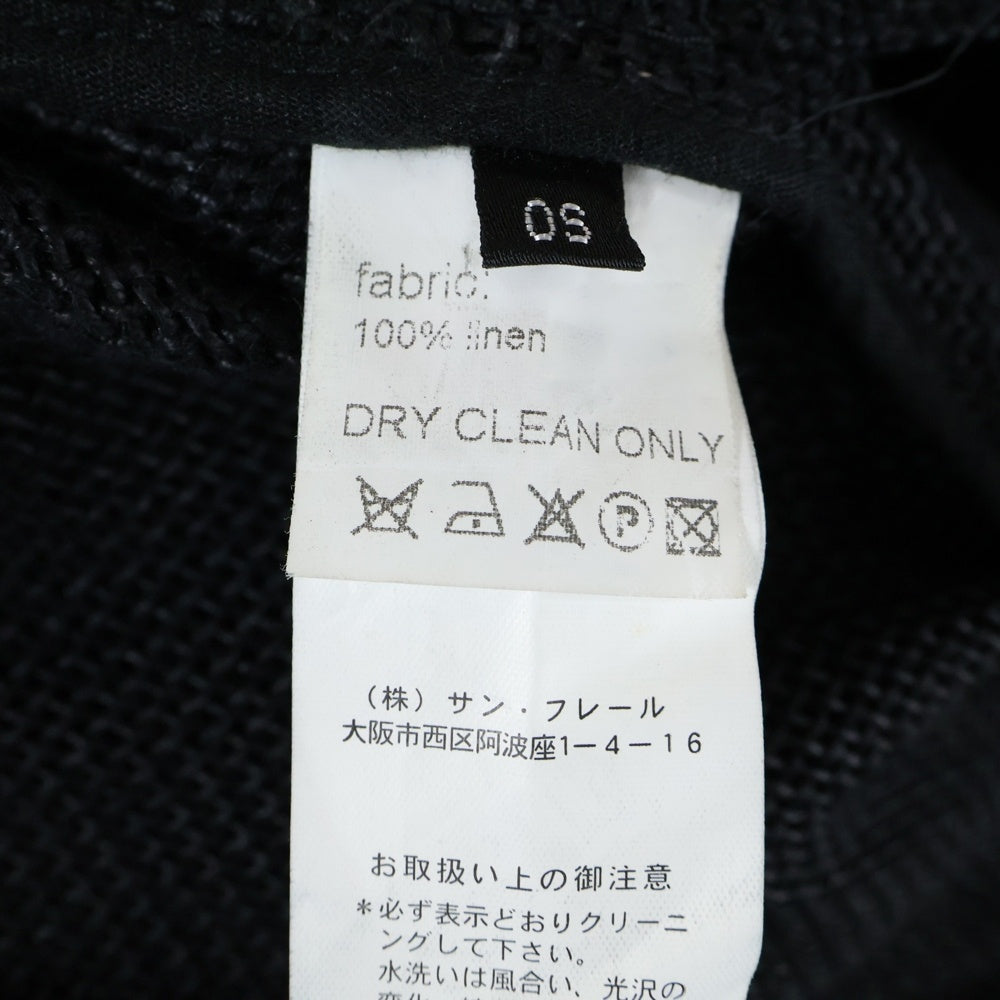 50
fabric:
100% linen
DRY CLEAN ONLY
P
（株）サン・フレール
大阪市西区阿波座1－4－16
お取扱い上の御注意
*必ず表示どおりクリーニ
ングして下さい。
水洗いは風合い、光沢の